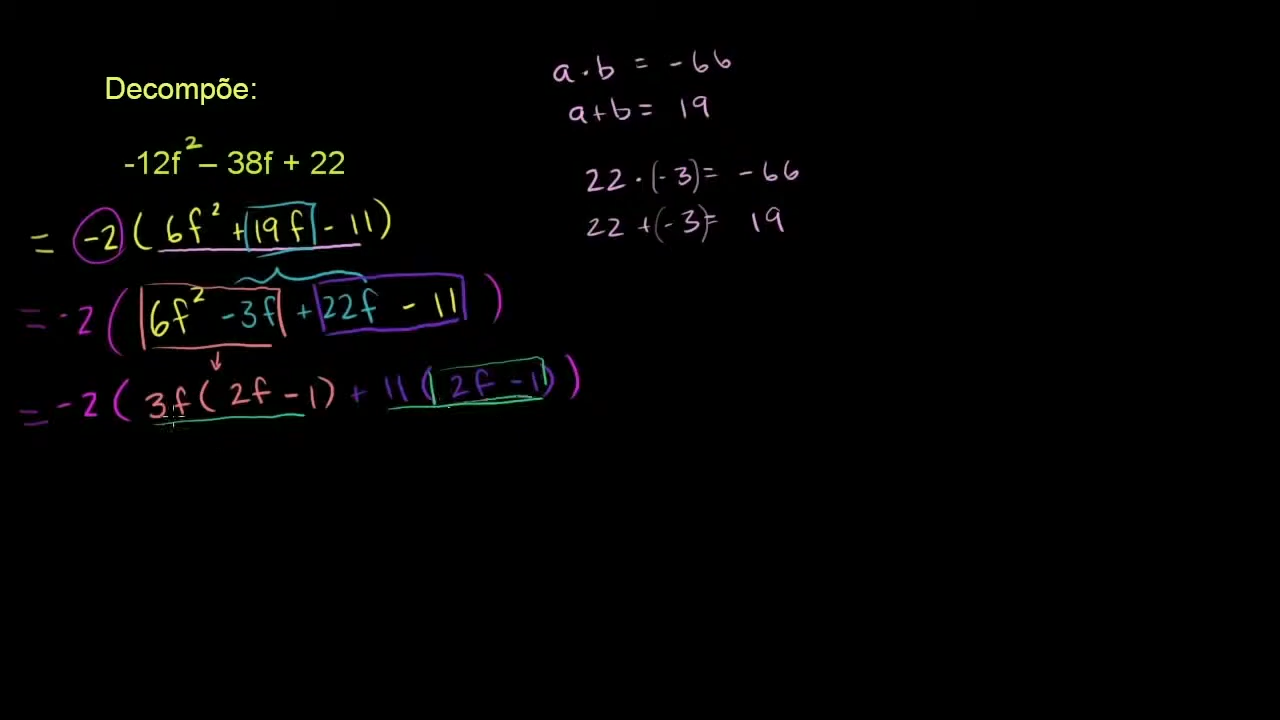 Decompõe:
-12f² – 38f + 22
= -2 ( 6f² + 19f - 11 )
= -2 ( 6f² - 3f + 22f - 11 )
= -2 ( 3f ( 2f - 1 ) + 11 ( 2f - 1 ) )
a · b = -66
a + b = 19
22 · (-3) = -66
22 + (-3) = 19